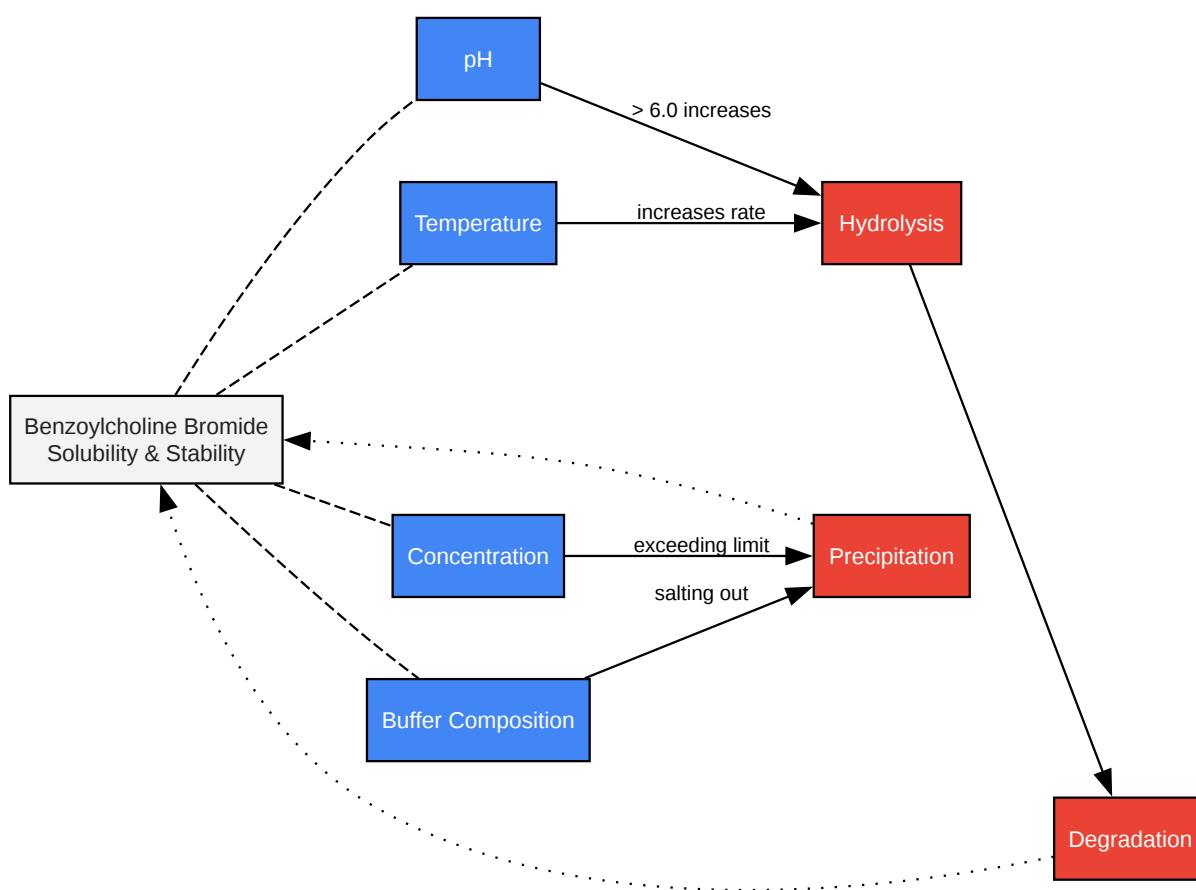 pH
> 6.0 increases
Temperature
increases rate
Hydrolysis
Benzoylcholine Bromide
Solubility & Stability
Concentration
exceeding limit
Precipitation
salting out
Buffer Composition
Degradation